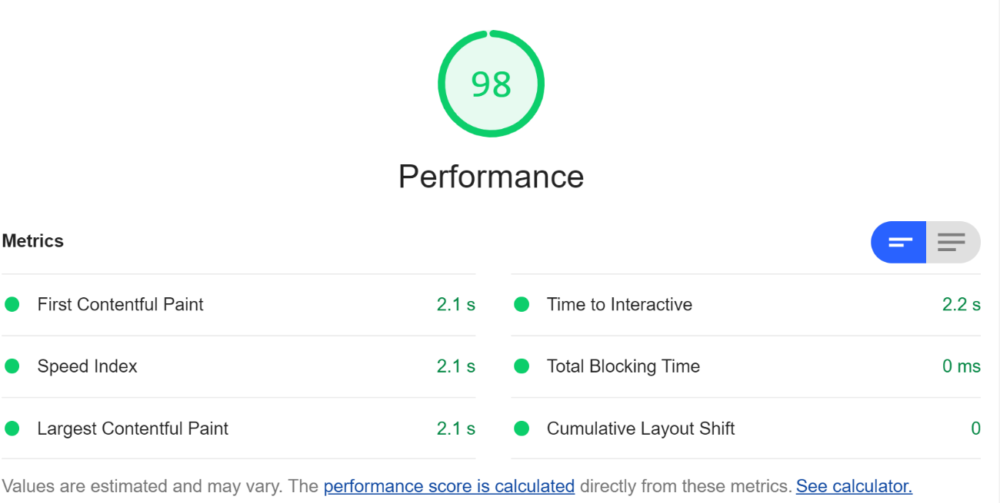 98
Performance
Metrics
First Contentful Paint 2.1 s
Time to Interactive 2.2 s
Speed Index 2.1 s
Total Blocking Time 0 ms
Largest Contentful Paint 2.1 s
Cumulative Layout Shift 0
Values are estimated and may vary. The performance score is calculated directly from these metrics. See calculator.